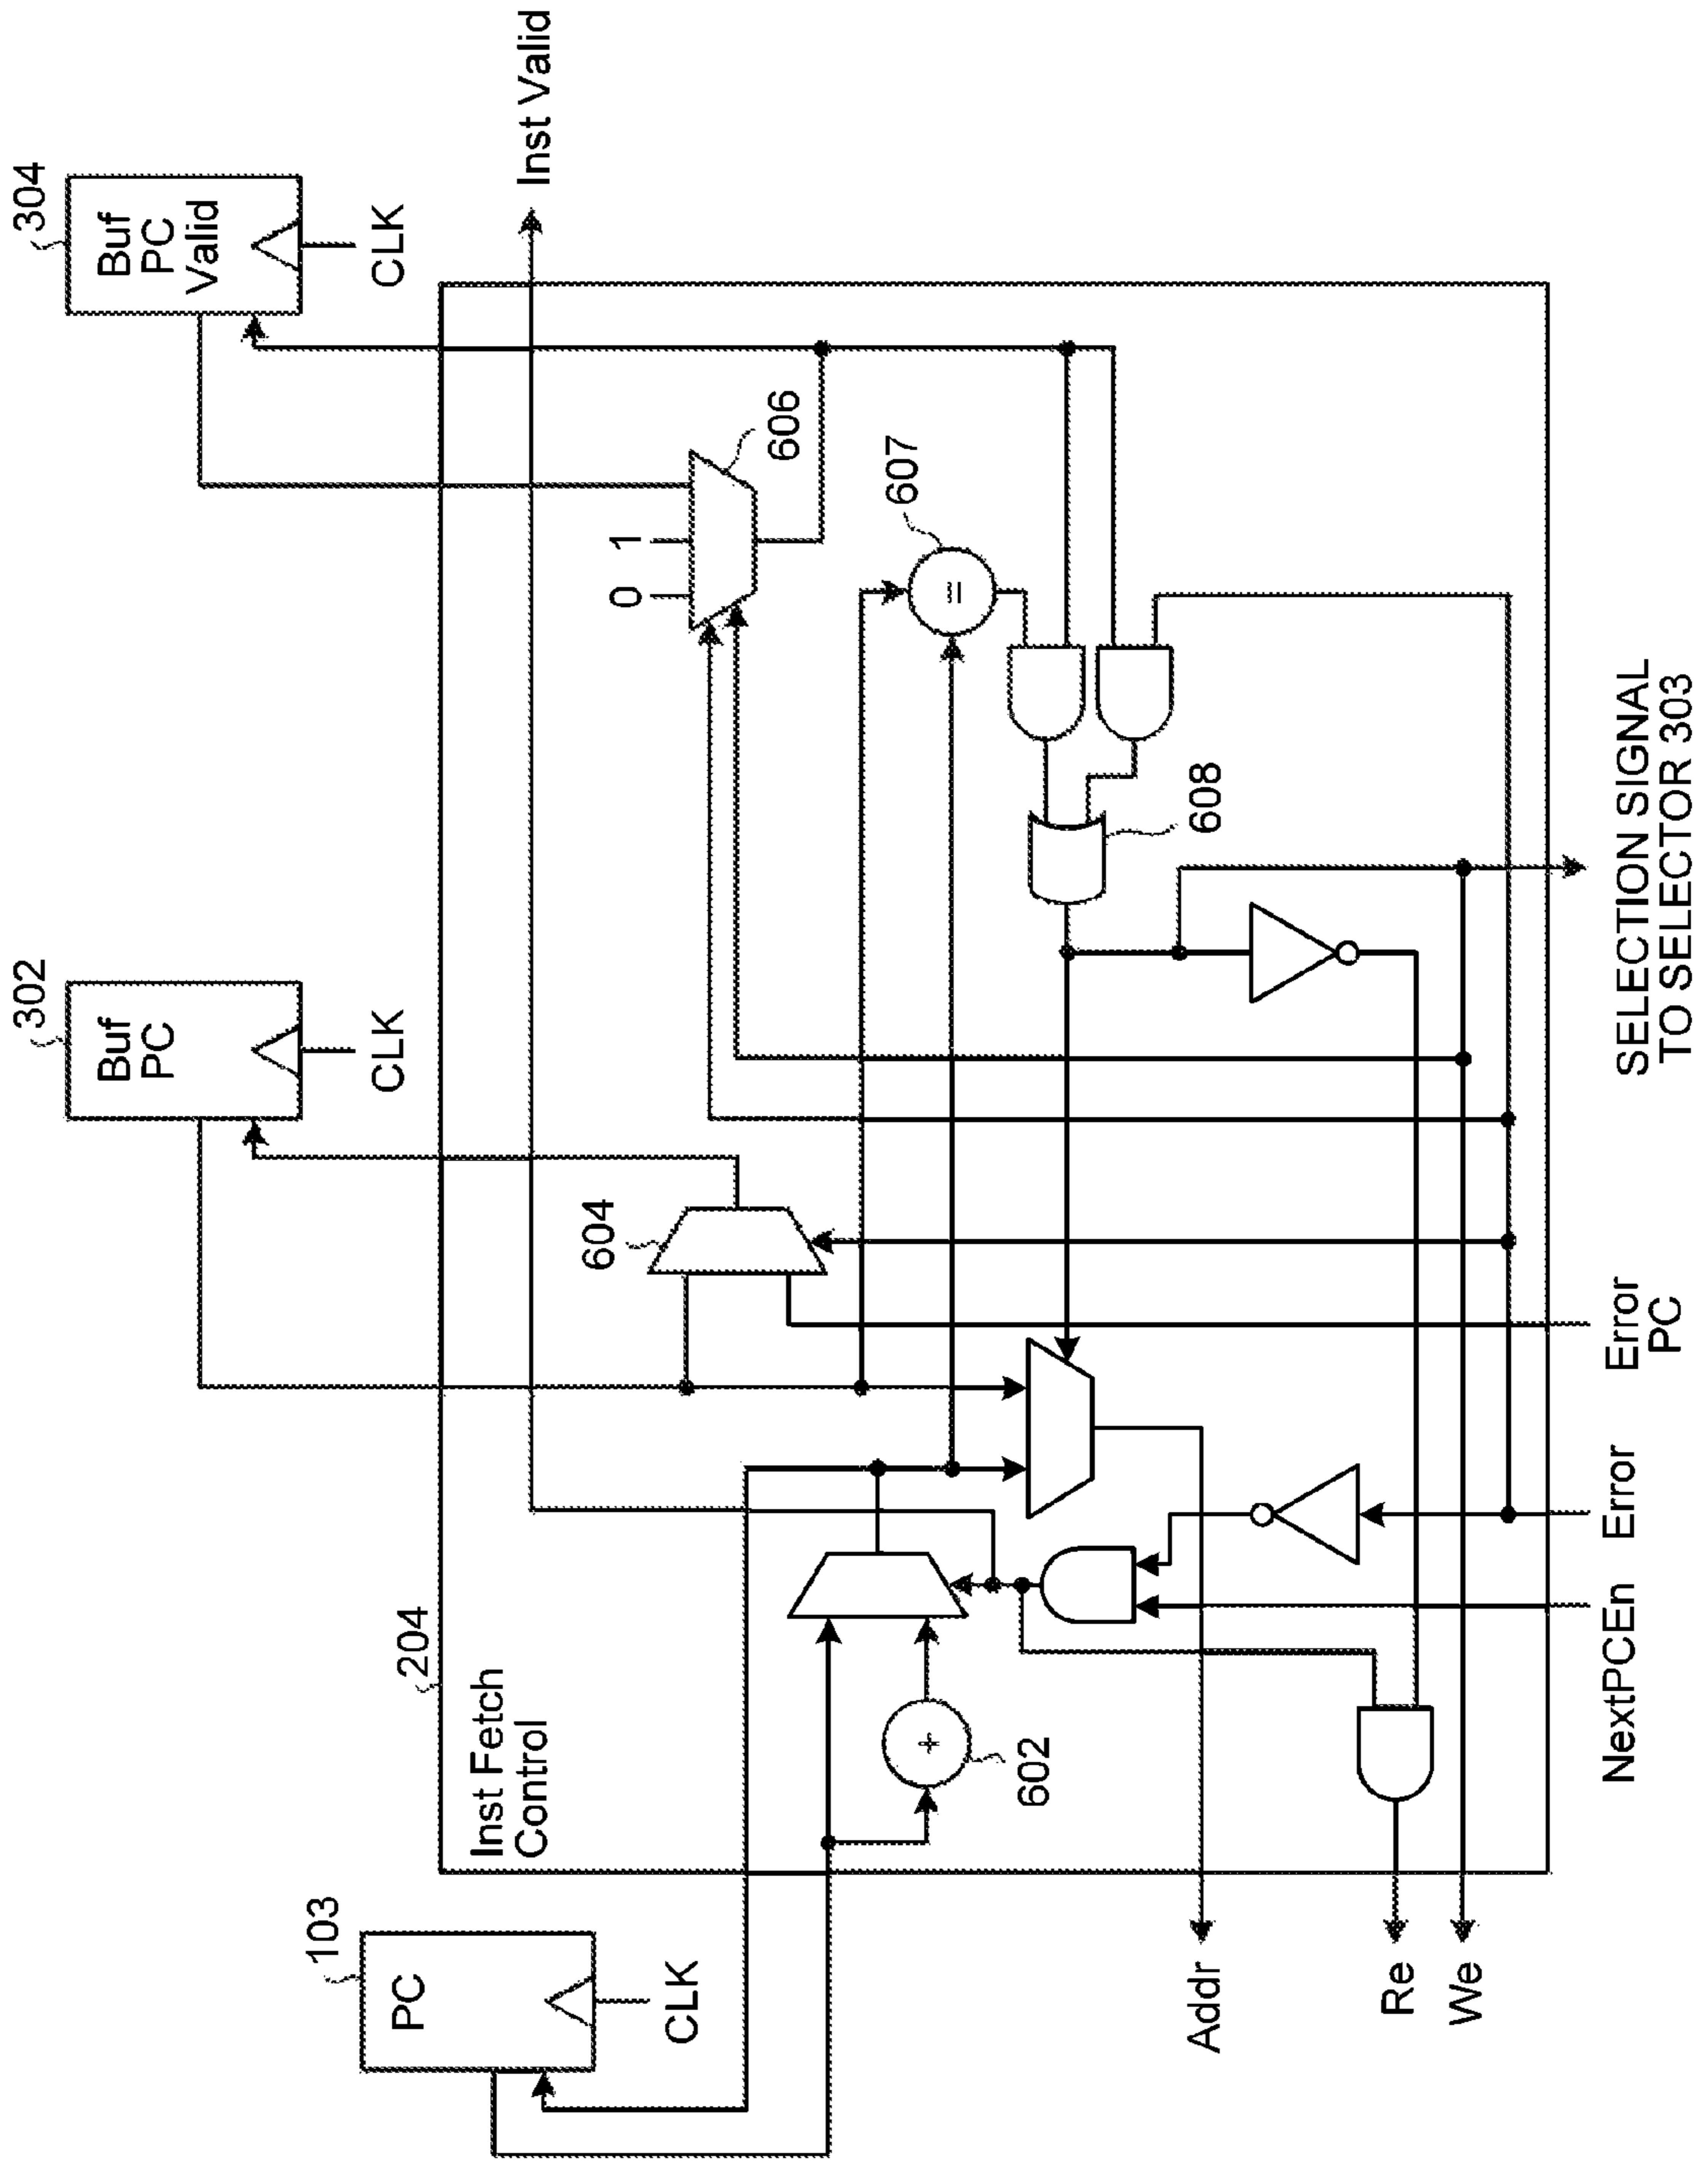 103
PC
CLK
302
Buf
PC
CLK
304
Buf
PC
Valid
CLK
204
Inst Fetch
Control
Inst Valid
602
+
604
0
1
606
607
=
608
Addr
Re
We
NextPCEn
Error
Error
PC
SELECTION SIGNAL
TO SELECTOR 303